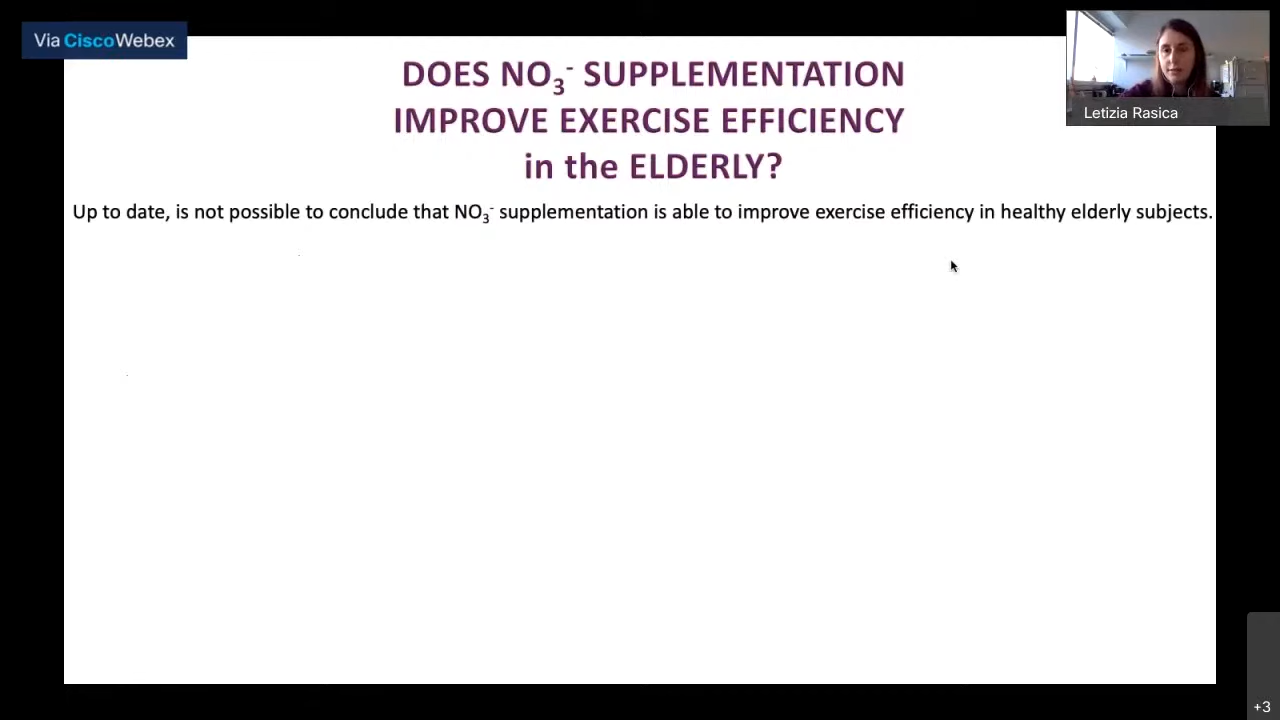 Via CiscoWebex
DOES NO₃⁻ SUPPLEMENTATION
IMPROVE EXERCISE EFFICIENCY
in the ELDERLY?
Letizia Rasica
Up to date, is not possible to conclude that NO₃⁻ supplementation is able to improve exercise efficiency in healthy elderly subjects.
+3